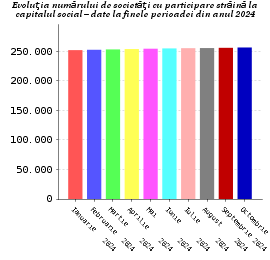 Evoluţia numărului de societăţi cu participare străină la
capitalul social – date la finele perioadei din anul 2024
250.000
200.000
150.000
100.000
50.000
0
Ianuarie 2024
Februarie 2024
Martie 2024
Aprilie 2024
Mai 2024
Iunie 2024
Iulie 2024
August 2024
Septembrie 2024
Octombrie 2024